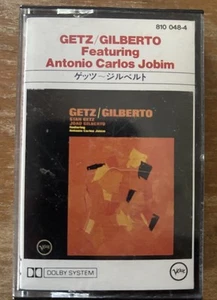 810 048-4
GETZ/GILBERTO
Featuring
Antonio Carlos Jobim
ゲッツ−ジルベルト
GETZ/GILBERTO
STAN GETZ
JOAO GILBERTO
featuring
Antonio Carlos Jobim
Verve
DOLBY SYSTEM
Verve